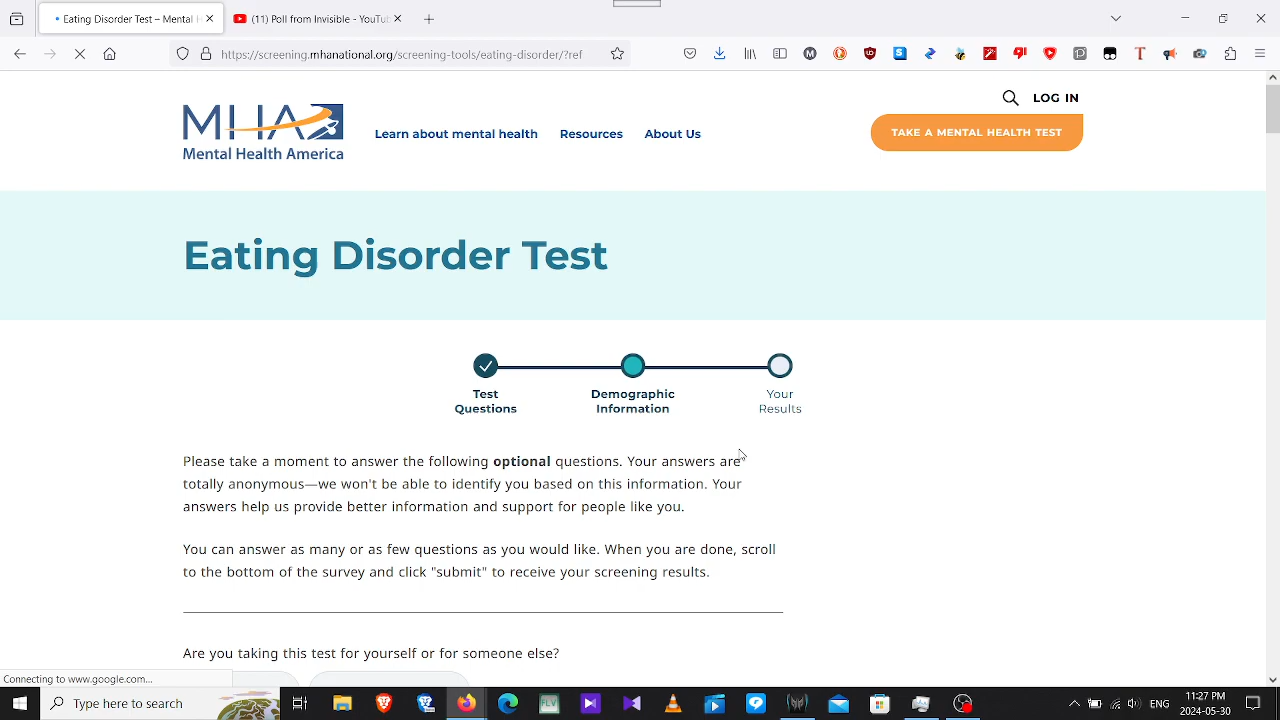 Eating Disorder Test – Mental H
(11) Poll from Invisible - YouTub
https://screening.mhanational.org/screening-tools/eating-disorder/?ref
LOG IN
MHA
Mental Health America
Learn about mental health
Resources
About Us
TAKE A MENTAL HEALTH TEST
Eating Disorder Test
Test
Questions
Demographic
Information
Your
Results
Please take a moment to answer the following optional questions. Your answers are
totally anonymous—we won't be able to identify you based on this information. Your
answers help us provide better information and support for people like you.
You can answer as many or as few questions as you would like. When you are done, scroll
to the bottom of the survey and click "submit" to receive your screening results.
Are you taking this test for yourself or for someone else?
Connecting to www.google.com...
Type here to search
FLV
ENG
11:27 PM
2024-05-30